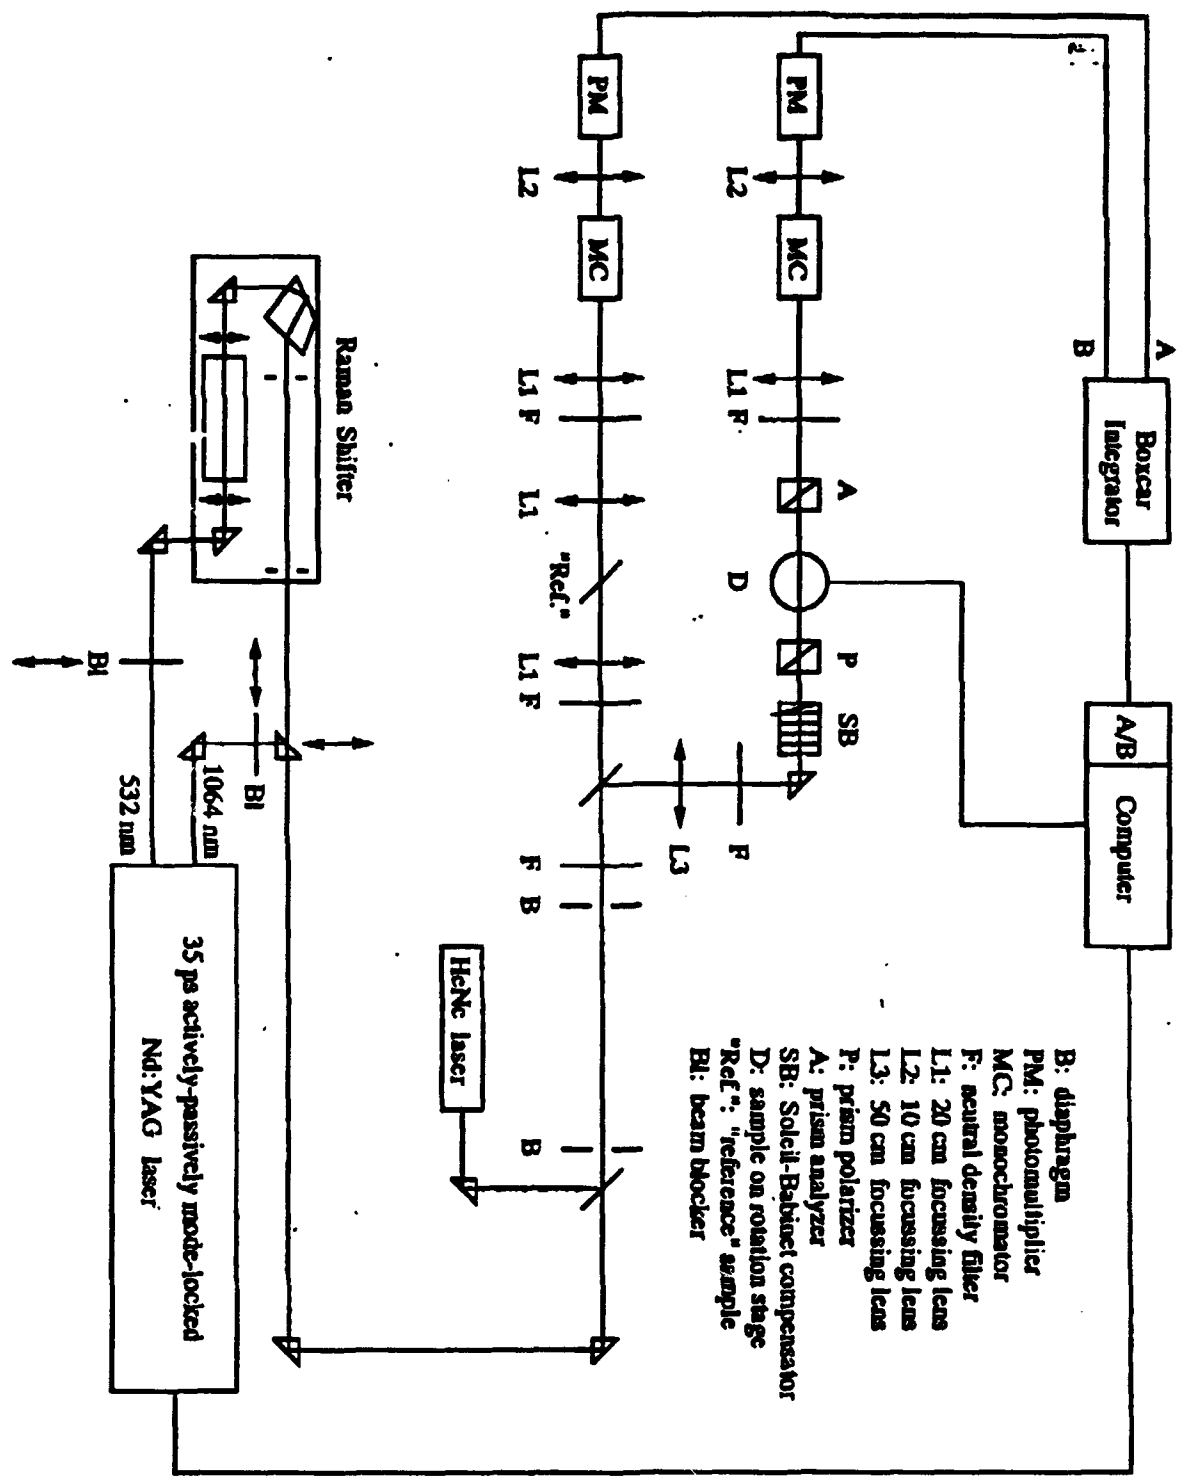 Boxcar
Integrator
A/B
Computer
A
B
PM
L2
MC
L1
F
A
D
P
SB
F
L3
PM
L2
MC
L1
F
L1
"Ref."
L1
F
F
B
B
HeNe laser
Raman Shifter
Bl
Bl
1064 nm
532 nm
35 ps actively-passively mode-locked
Nd:YAG laser
B: diaphragm
PM: photomultiplier
MC: monochromator
F: neutral density filter
L1: 20 cm focussing lens
L2: 10 cm focussing lens
L3: 50 cm focussing lens
P: prism polarizer
A: prism analyzer
SB: Soleil-Babinet compensator
D: sample on rotation stage
"Ref.": "reference" sample
Bl: beam blocker